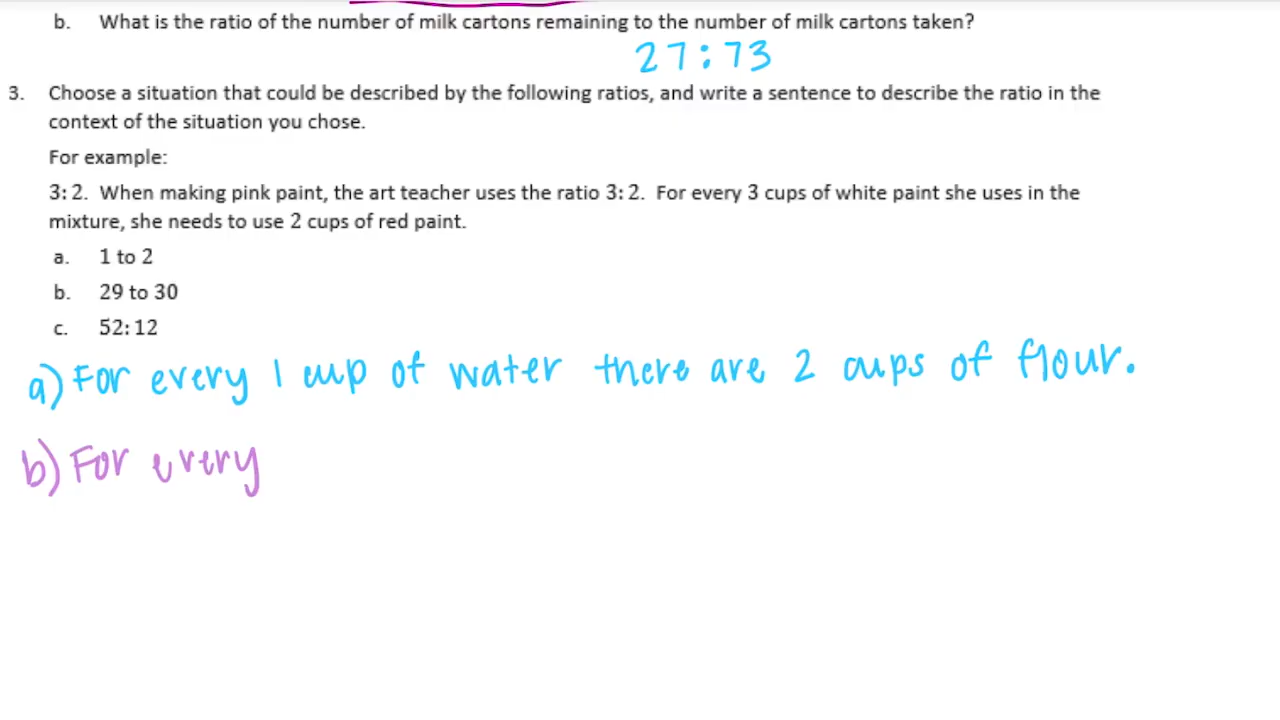 b. What is the ratio of the number of milk cartons remaining to the number of milk cartons taken?
27:73
3. Choose a situation that could be described by the following ratios, and write a sentence to describe the ratio in the
context of the situation you chose.
For example:
3:2. When making pink paint, the art teacher uses the ratio 3:2. For every 3 cups of white paint she uses in the
mixture, she needs to use 2 cups of red paint.
a. 1 to 2
b. 29 to 30
c. 52:12
a) For every 1 cup of water there are 2 cups of flour.
b) For every